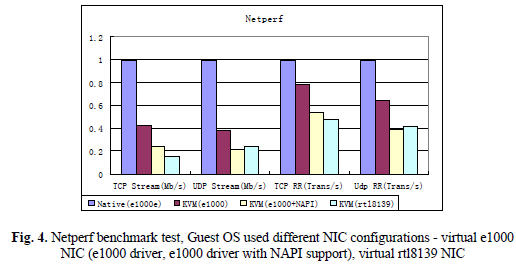 Netperf
1.2
1
0.8
0.6
0.4
0.2
0
TCP Stream(Mb/s) UDP Stream(Mb/s) TCP RR(Trans/s) Udp RR(Trans/s)
Native(e1000e) KVM(e1000) KVM(e1000+NAPI) KVM(rtl8139)
Fig. 4. Netperf benchmark test, Guest OS used different NIC configurations - virtual e1000
NIC (e1000 driver, e1000 driver with NAPI support), virtual rtl8139 NIC